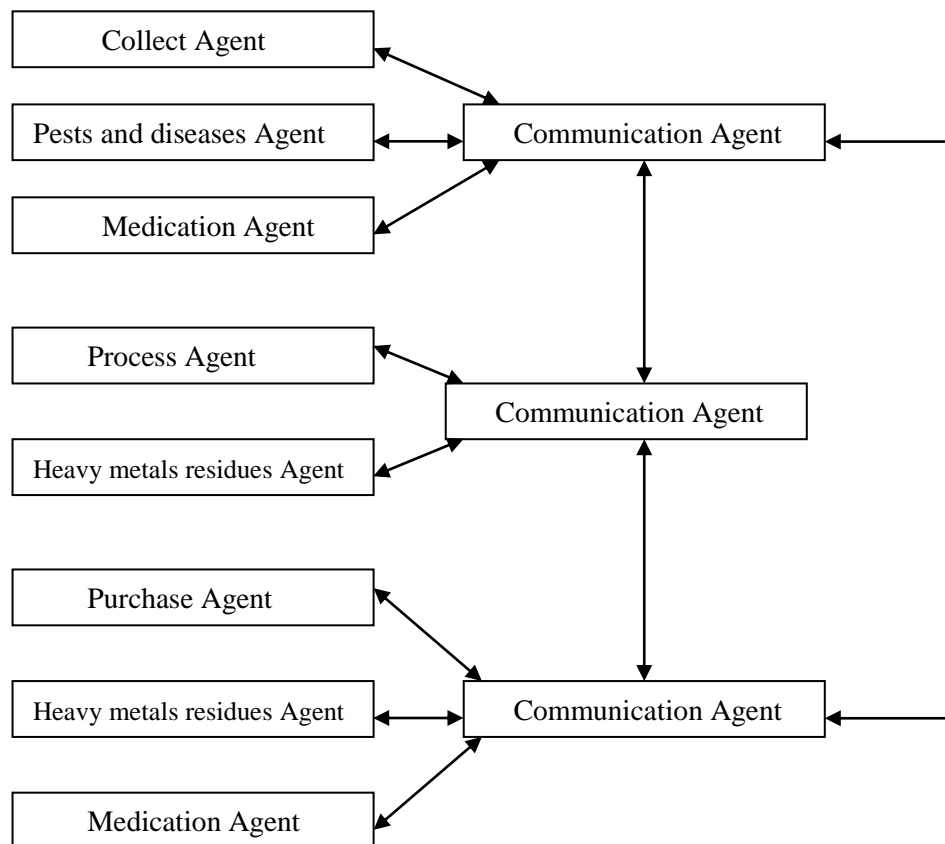 Collect Agent
Pests and diseases Agent
Communication Agent
Medication Agent
Process Agent
Communication Agent
Heavy metals residues Agent
Purchase Agent
Heavy metals residues Agent
Communication Agent
Medication Agent